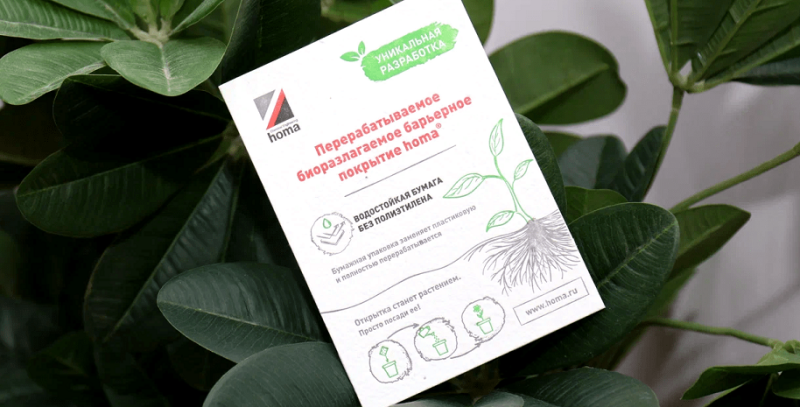 УНИКАЛЬНАЯ
РАЗРАБОТКА
homa
Перерабатываемое
биоразлагаемое барьерное
покрытие homa®
ВОДОСТОЙКАЯ БУМАГА
БЕЗ ПОЛИЭТИЛЕНА
Бумажная упаковка заменяет пластиковую
и полностью перерабатывается
Открытка станет растением.
Просто посади ее!
www.homa.ru